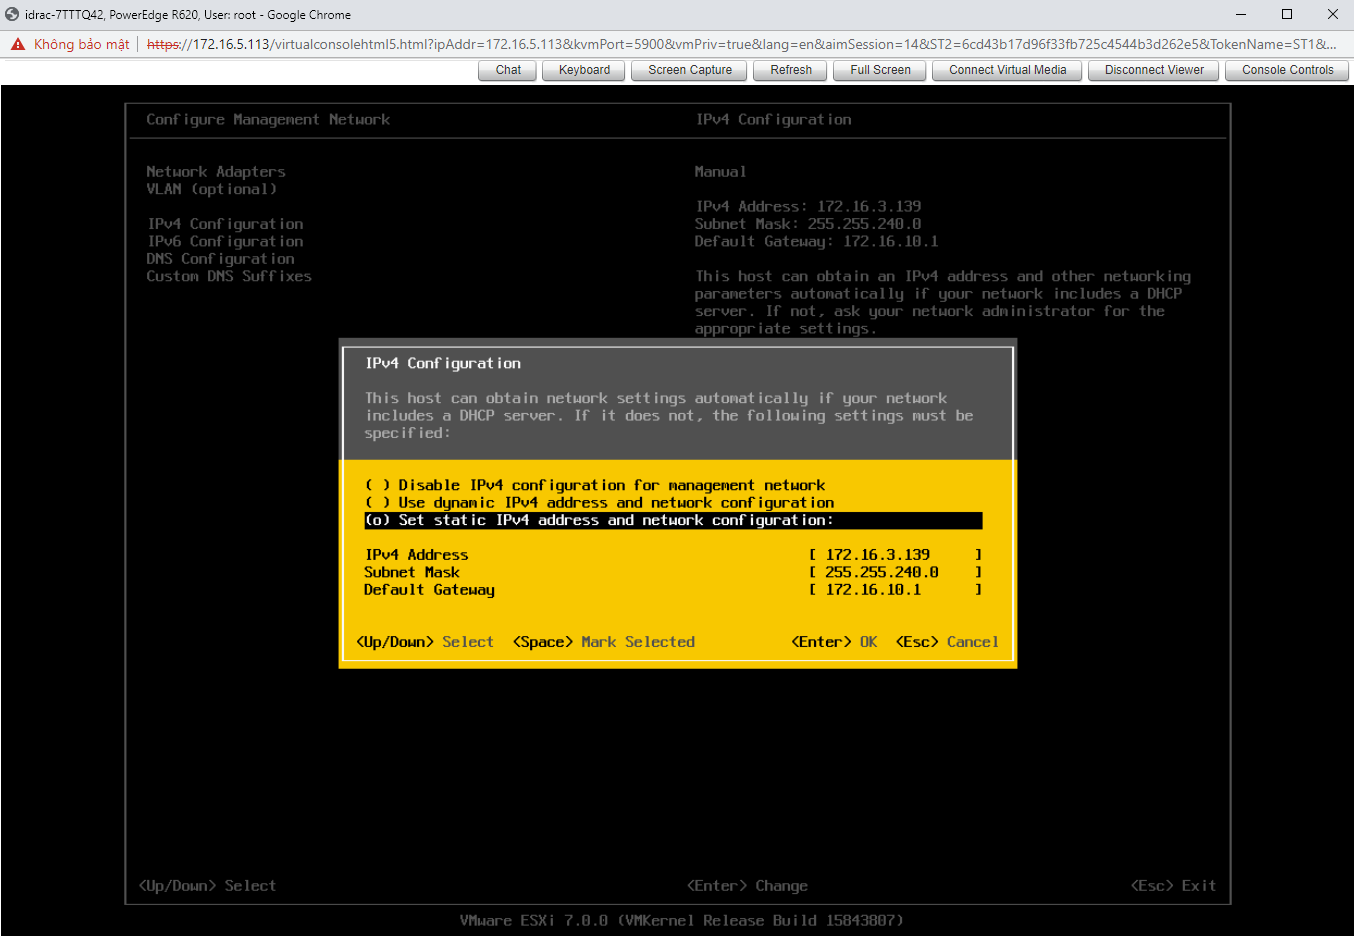 idrac-7TTTQ42, PowerEdge R620, User: root - Google Chrome
Không bảo mật | https://172.16.5.113/virtualconsolehtml5.html?ipAddr=172.16.5.113&kvmPort=5900&vmPriv=true&lang=en&aimSession=14&ST2=6cd43b17d96f33fb725c4544b3d262e5&TokenName=ST1&...
Chat Keyboard Screen Capture Refresh Full Screen Connect Virtual Media Disconnect Viewer Console Controls
Configure Management Network IPv4 Configuration
Network Adapters Manual
VLAN (optional)
IPv4 Address: 172.16.3.139
IPv4 Configuration Subnet Mask: 255.255.240.0
IPv6 Configuration Default Gateway: 172.16.10.1
DNS Configuration
Custom DNS Suffixes This host can obtain an IPv4 address and other networking
parameters automatically if your network includes a DHCP
server. If not, ask your network administrator for the
appropriate settings.
IPv4 Configuration
This host can obtain network settings automatically if your network
includes a DHCP server. If it does not, the following settings must be
specified:
( ) Disable IPv4 configuration for management network
( ) Use dynamic IPv4 address and network configuration
(o) Set static IPv4 address and network configuration:
IPv4 Address [ 172.16.3.139 ]
Subnet Mask [ 255.255.240.0 ]
Default Gateway [ 172.16.10.1 ]
<Up/Down> Select <Space> Mark Selected <Enter> OK <Esc> Cancel
<Up/Down> Select <Enter> Change <Esc> Exit
VMware ESXi 7.0.0 (VMKernel Release Build 15843807)